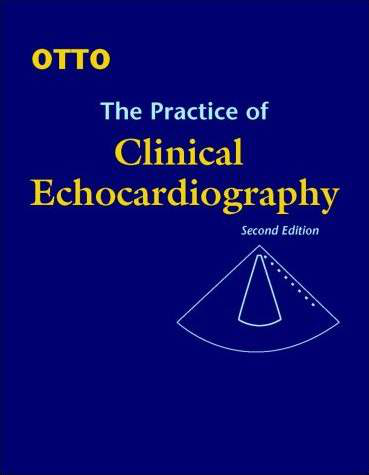 OTTO
The Practice of
Clinical
Echocardiography
Second Edition